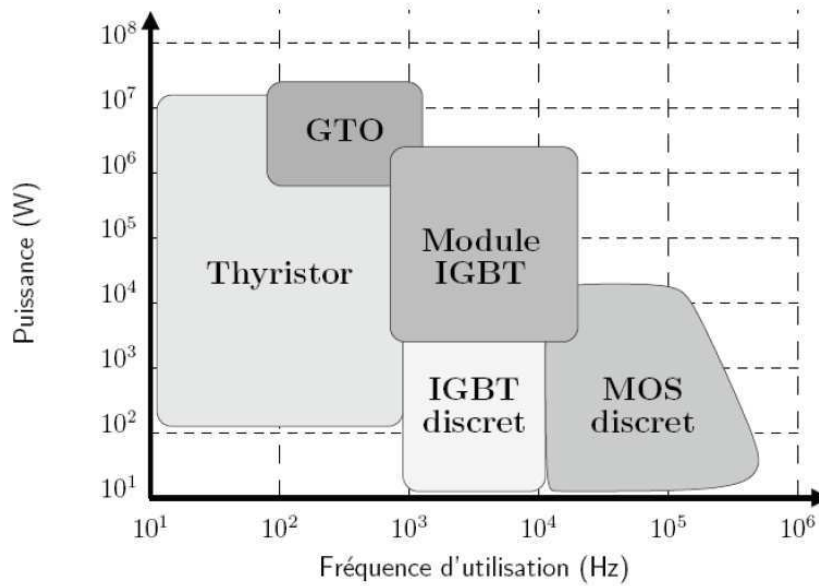 10⁸
10⁷
10⁶
10⁵
10⁴
10³
10²
10¹
Puissance (W)
GTO
Thyristor
Module
IGBT
IGBT
discret
MOS
discret
10¹ 10² 10³ 10⁴ 10⁵ 10⁶
Fréquence d'utilisation (Hz)